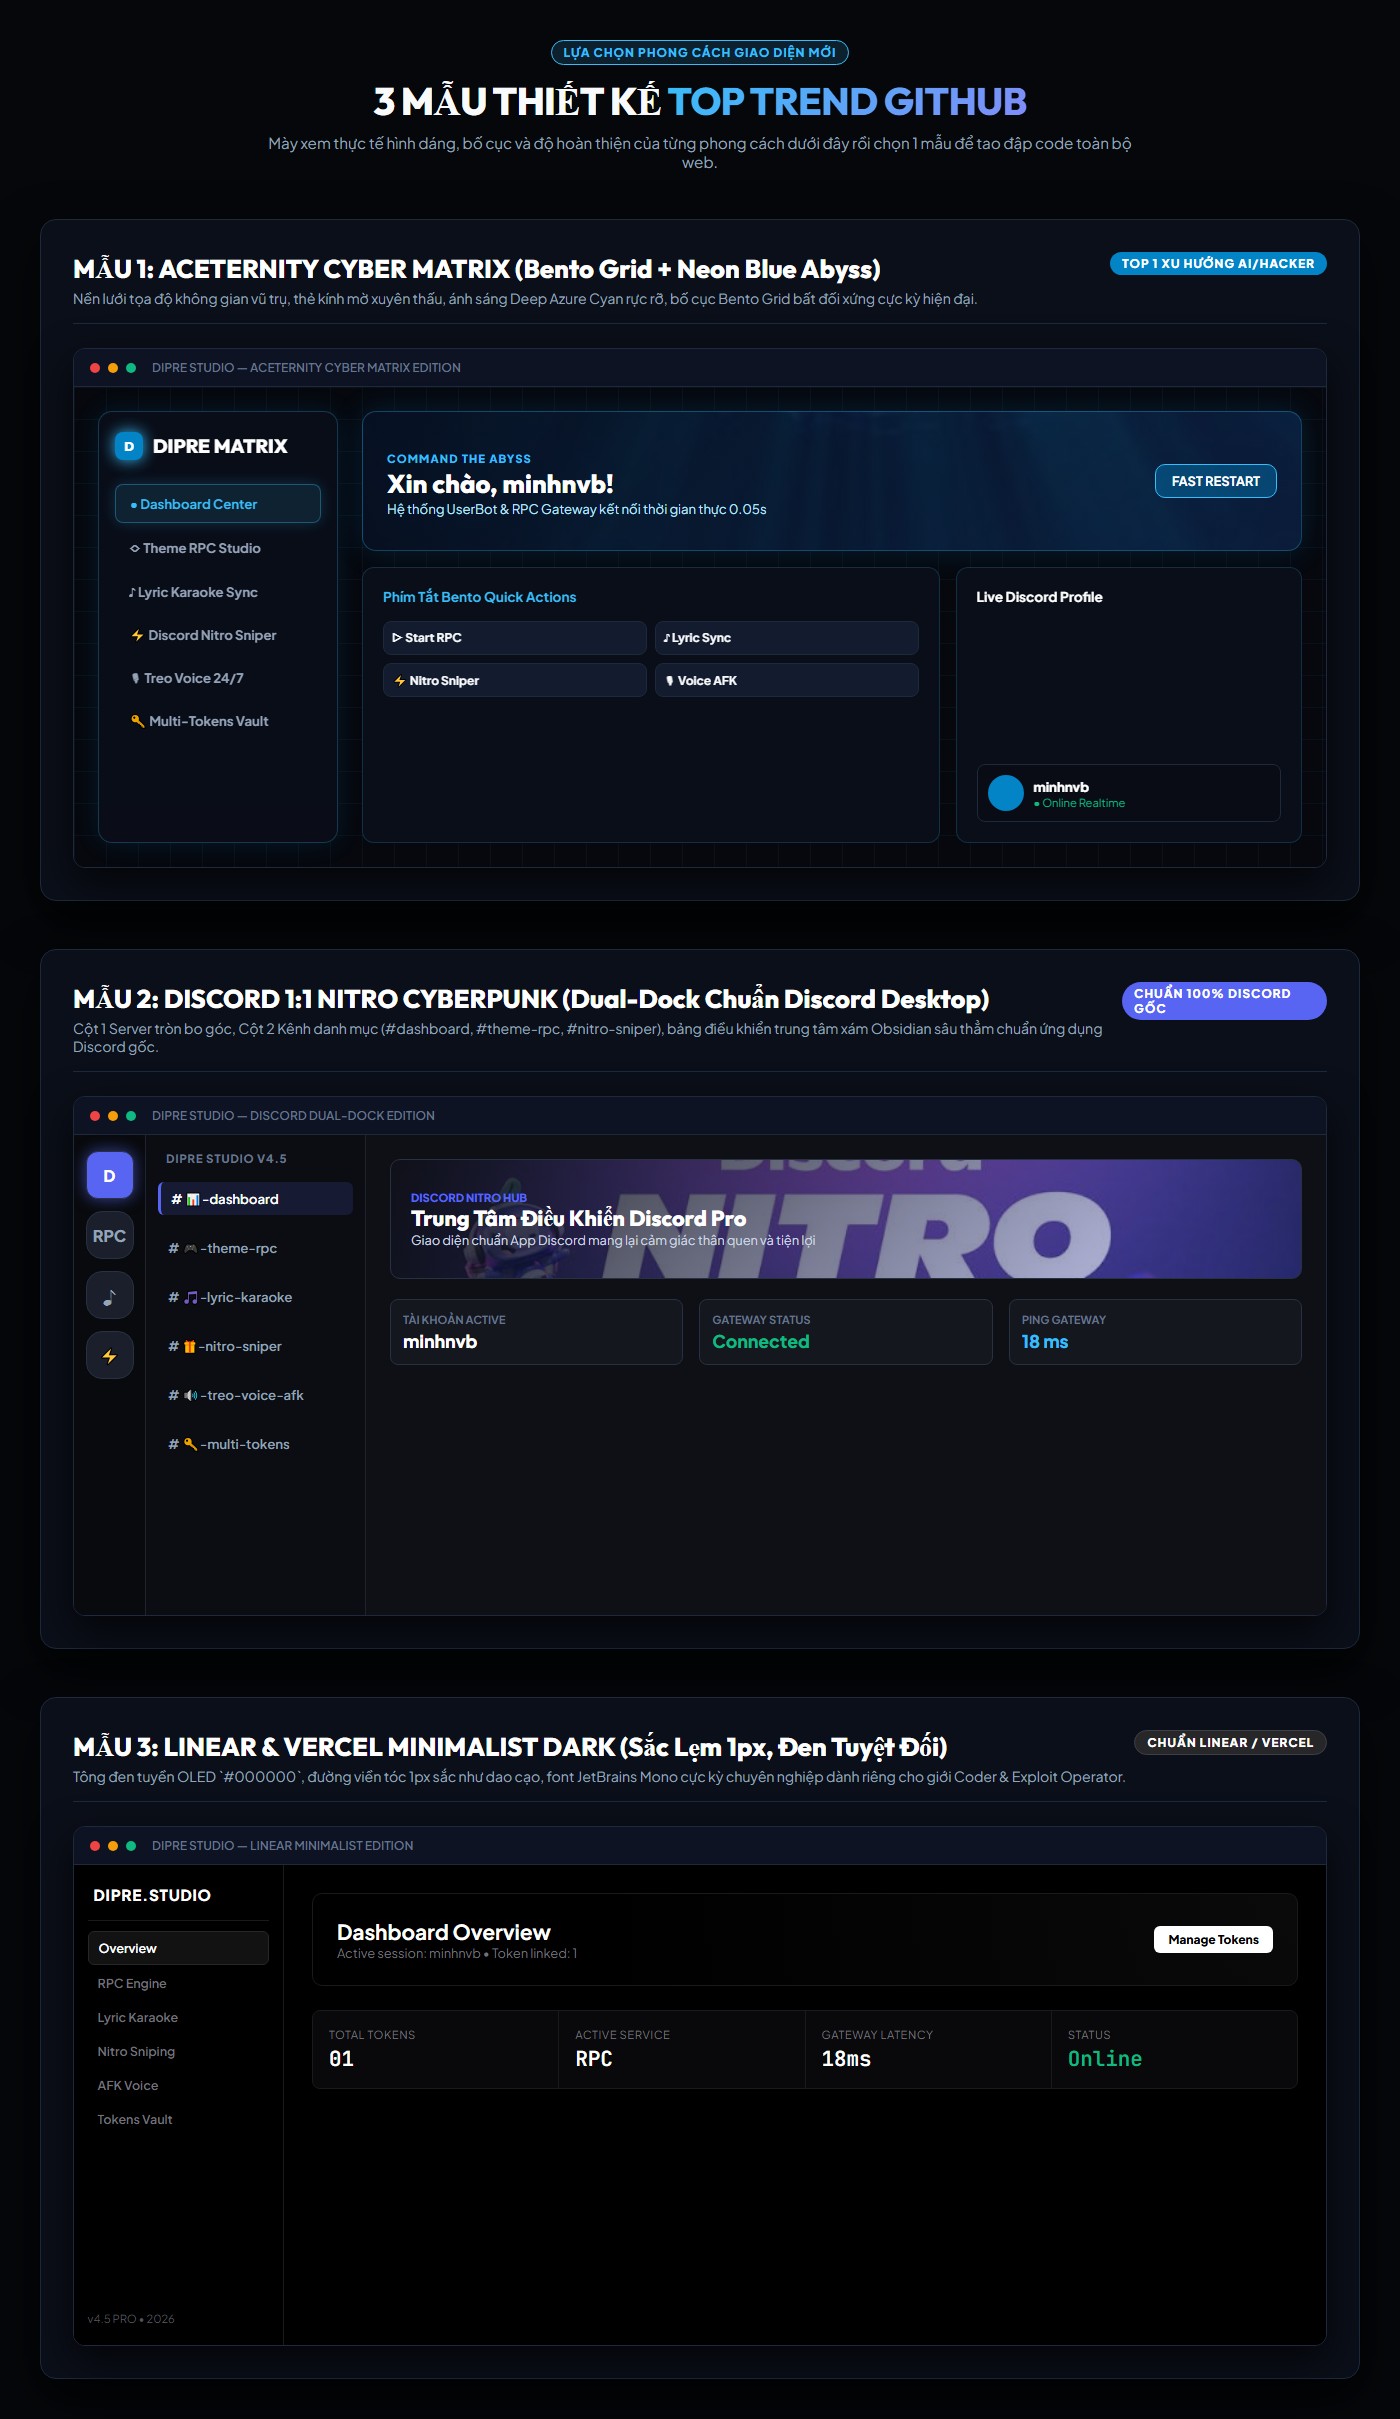 LỰA CHỌN PHONG CÁCH GIAO DIỆN MỚI
3 MẪU THIẾT KẾ TOP TREND GITHUB
Mày xem thực tế hình dáng, bố cục và độ hoàn thiện của từng phong cách dưới đây rồi chọn 1 mẫu để tao đập code toàn bộ
web.
MẪU 1: ACETERNITY CYBER MATRIX (Bento Grid + Neon Blue Abyss)
TOP 1 XU HƯỚNG AI/HACKER
Nền lưới tọa độ không gian vũ trụ, thẻ kính mờ xuyên thấu, ánh sáng Deep Azure Cyan rực rỡ, bố cục Bento Grid bất đối xứng cực kỳ hiện đại.
DIPRE STUDIO — ACETERNITY CYBER MATRIX EDITION
D DIPRE MATRIX
● Dashboard Center
Theme RPC Studio
♪ Lyric Karaoke Sync
⚡ Discord Nitro Sniper
🎙 Treo Voice 24/7
🔑 Multi-Tokens Vault
COMMAND THE ABYSS
Xin chào, minhnvb!
Hệ thống UserBot & RPC Gateway kết nối thời gian thực 0.05s
FAST RESTART
Phím Tắt Bento Quick Actions
▷ Start RPC
♪ Lyric Sync
⚡ Nitro Sniper
🎙 Voice AFK
Live Discord Profile
minhnvb
● Online Realtime
MẪU 2: DISCORD 1:1 NITRO CYBERPUNK (Dual-Dock Chuẩn Discord Desktop)
CHUẨN 100% DISCORD
GỐC
Cột 1 Server tròn bo góc, Cột 2 Kênh danh mục (#dashboard, #theme-rpc, #nitro-sniper), bảng điều khiển trung tâm xám Obsidian sâu thẳm chuẩn ứng dụng
Discord gốc.
DIPRE STUDIO — DISCORD DUAL-DOCK EDITION
D
RPC
♪
⚡
DIPRE STUDIO V4.5
# 📊-dashboard
# 🎮-theme-rpc
# 🎵-lyric-karaoke
# 🎁-nitro-sniper
# 🔊-treo-voice-afk
# 🔑-multi-tokens
Discord
NITRO
DISCORD NITRO HUB
Trung Tâm Điều Khiển Discord Pro
Giao diện chuẩn App Discord mang lại cảm giác thân quen và tiện lợi
TÀI KHOẢN ACTIVE
minhnvb
GATEWAY STATUS
Connected
PING GATEWAY
18 ms
MẪU 3: LINEAR & VERCEL MINIMALIST DARK (Sắc Lẹm 1px, Đen Tuyệt Đối)
CHUẨN LINEAR / VERCEL
Tông đen tuyền OLED `#000000`, đường viền tóc 1px sắc như dao cạo, font JetBrains Mono cực kỳ chuyên nghiệp dành riêng cho giới Coder & Exploit Operator.
DIPRE STUDIO — LINEAR MINIMALIST EDITION
DIPRE.STUDIO
Overview
RPC Engine
Lyric Karaoke
Nitro Sniping
AFK Voice
Tokens Vault
v4.5 PRO • 2026
Dashboard Overview
Active session: minhnvb • Token linked: 1
Manage Tokens
TOTAL TOKENS
01
ACTIVE SERVICE
RPC
GATEWAY LATENCY
18ms
STATUS
Online